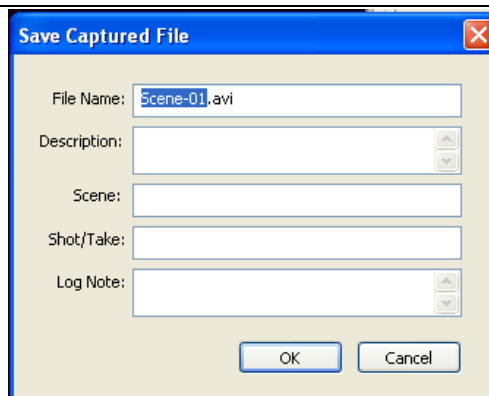 Save Captured File
File Name: Scene-01.avi
Description:
Scene:
Shot/Take:
Log Note:
OK Cancel